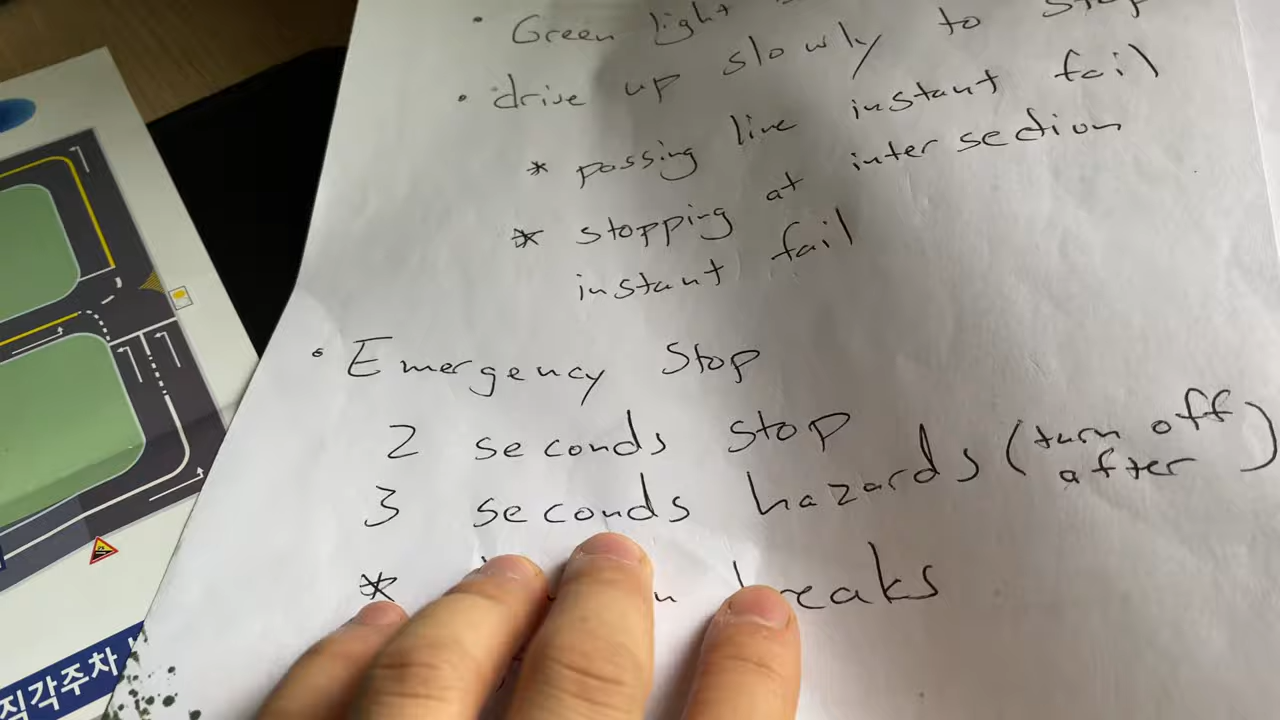 • Green light
• drive up slowly to stop
* passing line instant fail
* stopping at intersection
instant fail
• Emergency Stop
2 seconds stop
3 seconds hazards (turn off
after)
* breaks
직각주차